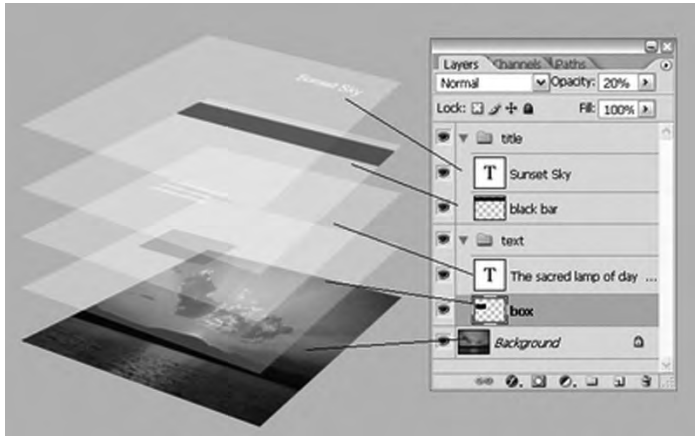 Sunset Sky
Layers Channels Paths
Normal Opacity: 20%
Lock: Fill: 100%
title
T Sunset Sky
black bar
text
T The sacred lamp of day ...
box
Background